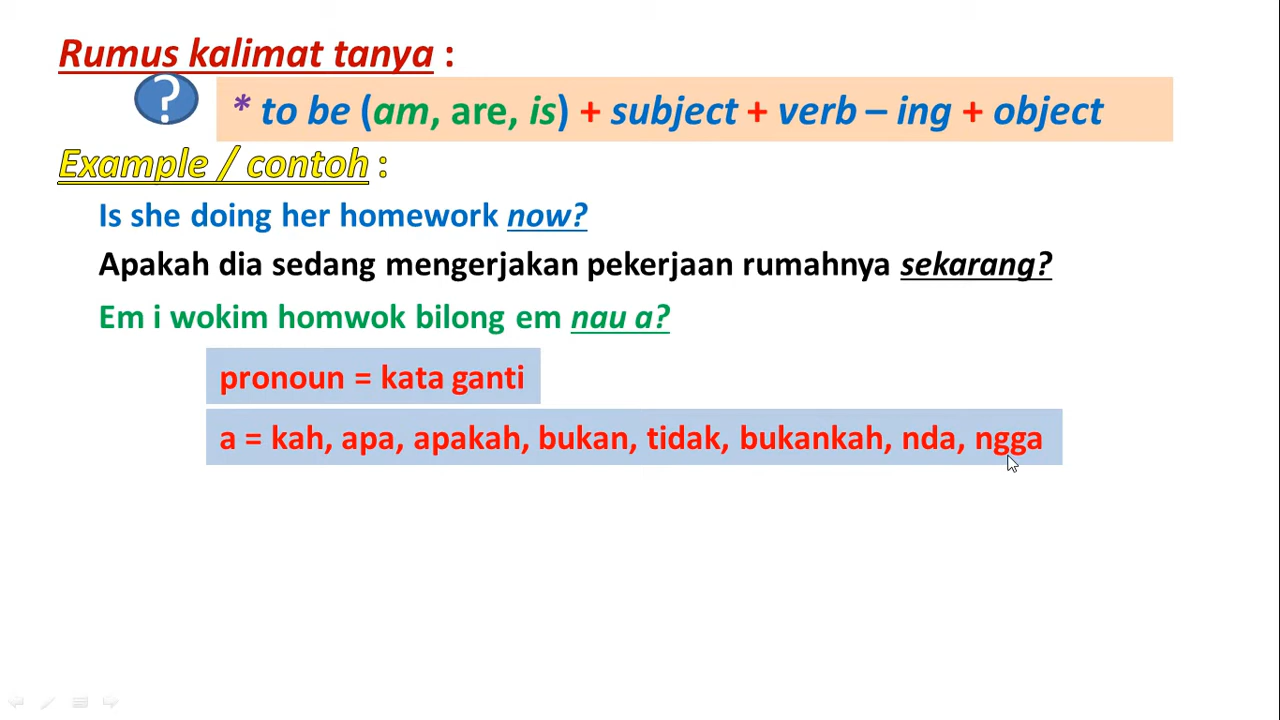 Rumus kalimat tanya :
?
* to be (am, are, is) + subject + verb – ing + object
Example / contoh :
Is she doing her homework now?
Apakah dia sedang mengerjakan pekerjaan rumahnya sekarang?
Em i wokim homwok bilong em nau a?
pronoun = kata ganti
a = kah, apa, apakah, bukan, tidak, bukankah, nda, ngga